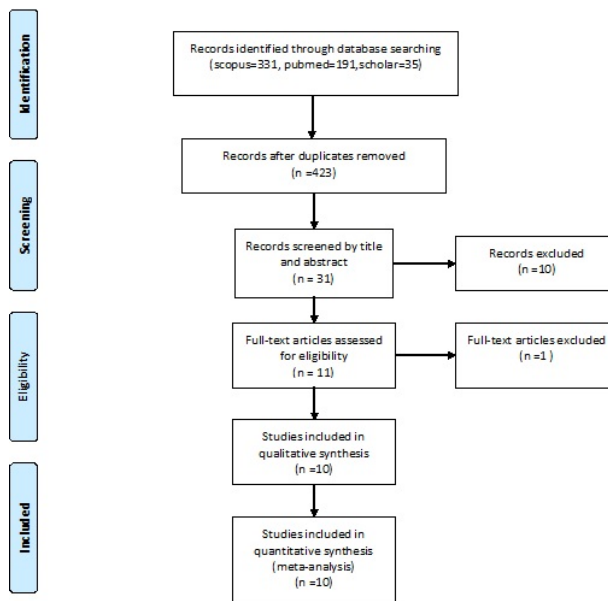 Identification
Records identified through database searching
(scopus=331, pubmed=191,scholar=35)
Records after duplicates removed
(n =423)
Screening
Records screened by title
and abstract
(n = 31)
Records excluded
(n =10)
Eligibility
Full-text articles assessed
for eligibility
(n = 11)
Full-text articles excluded
(n =1 )
Studies included in
qualitative synthesis
(n =10)
Included
Studies included in
quantitative synthesis
(meta-analysis)
(n =10)